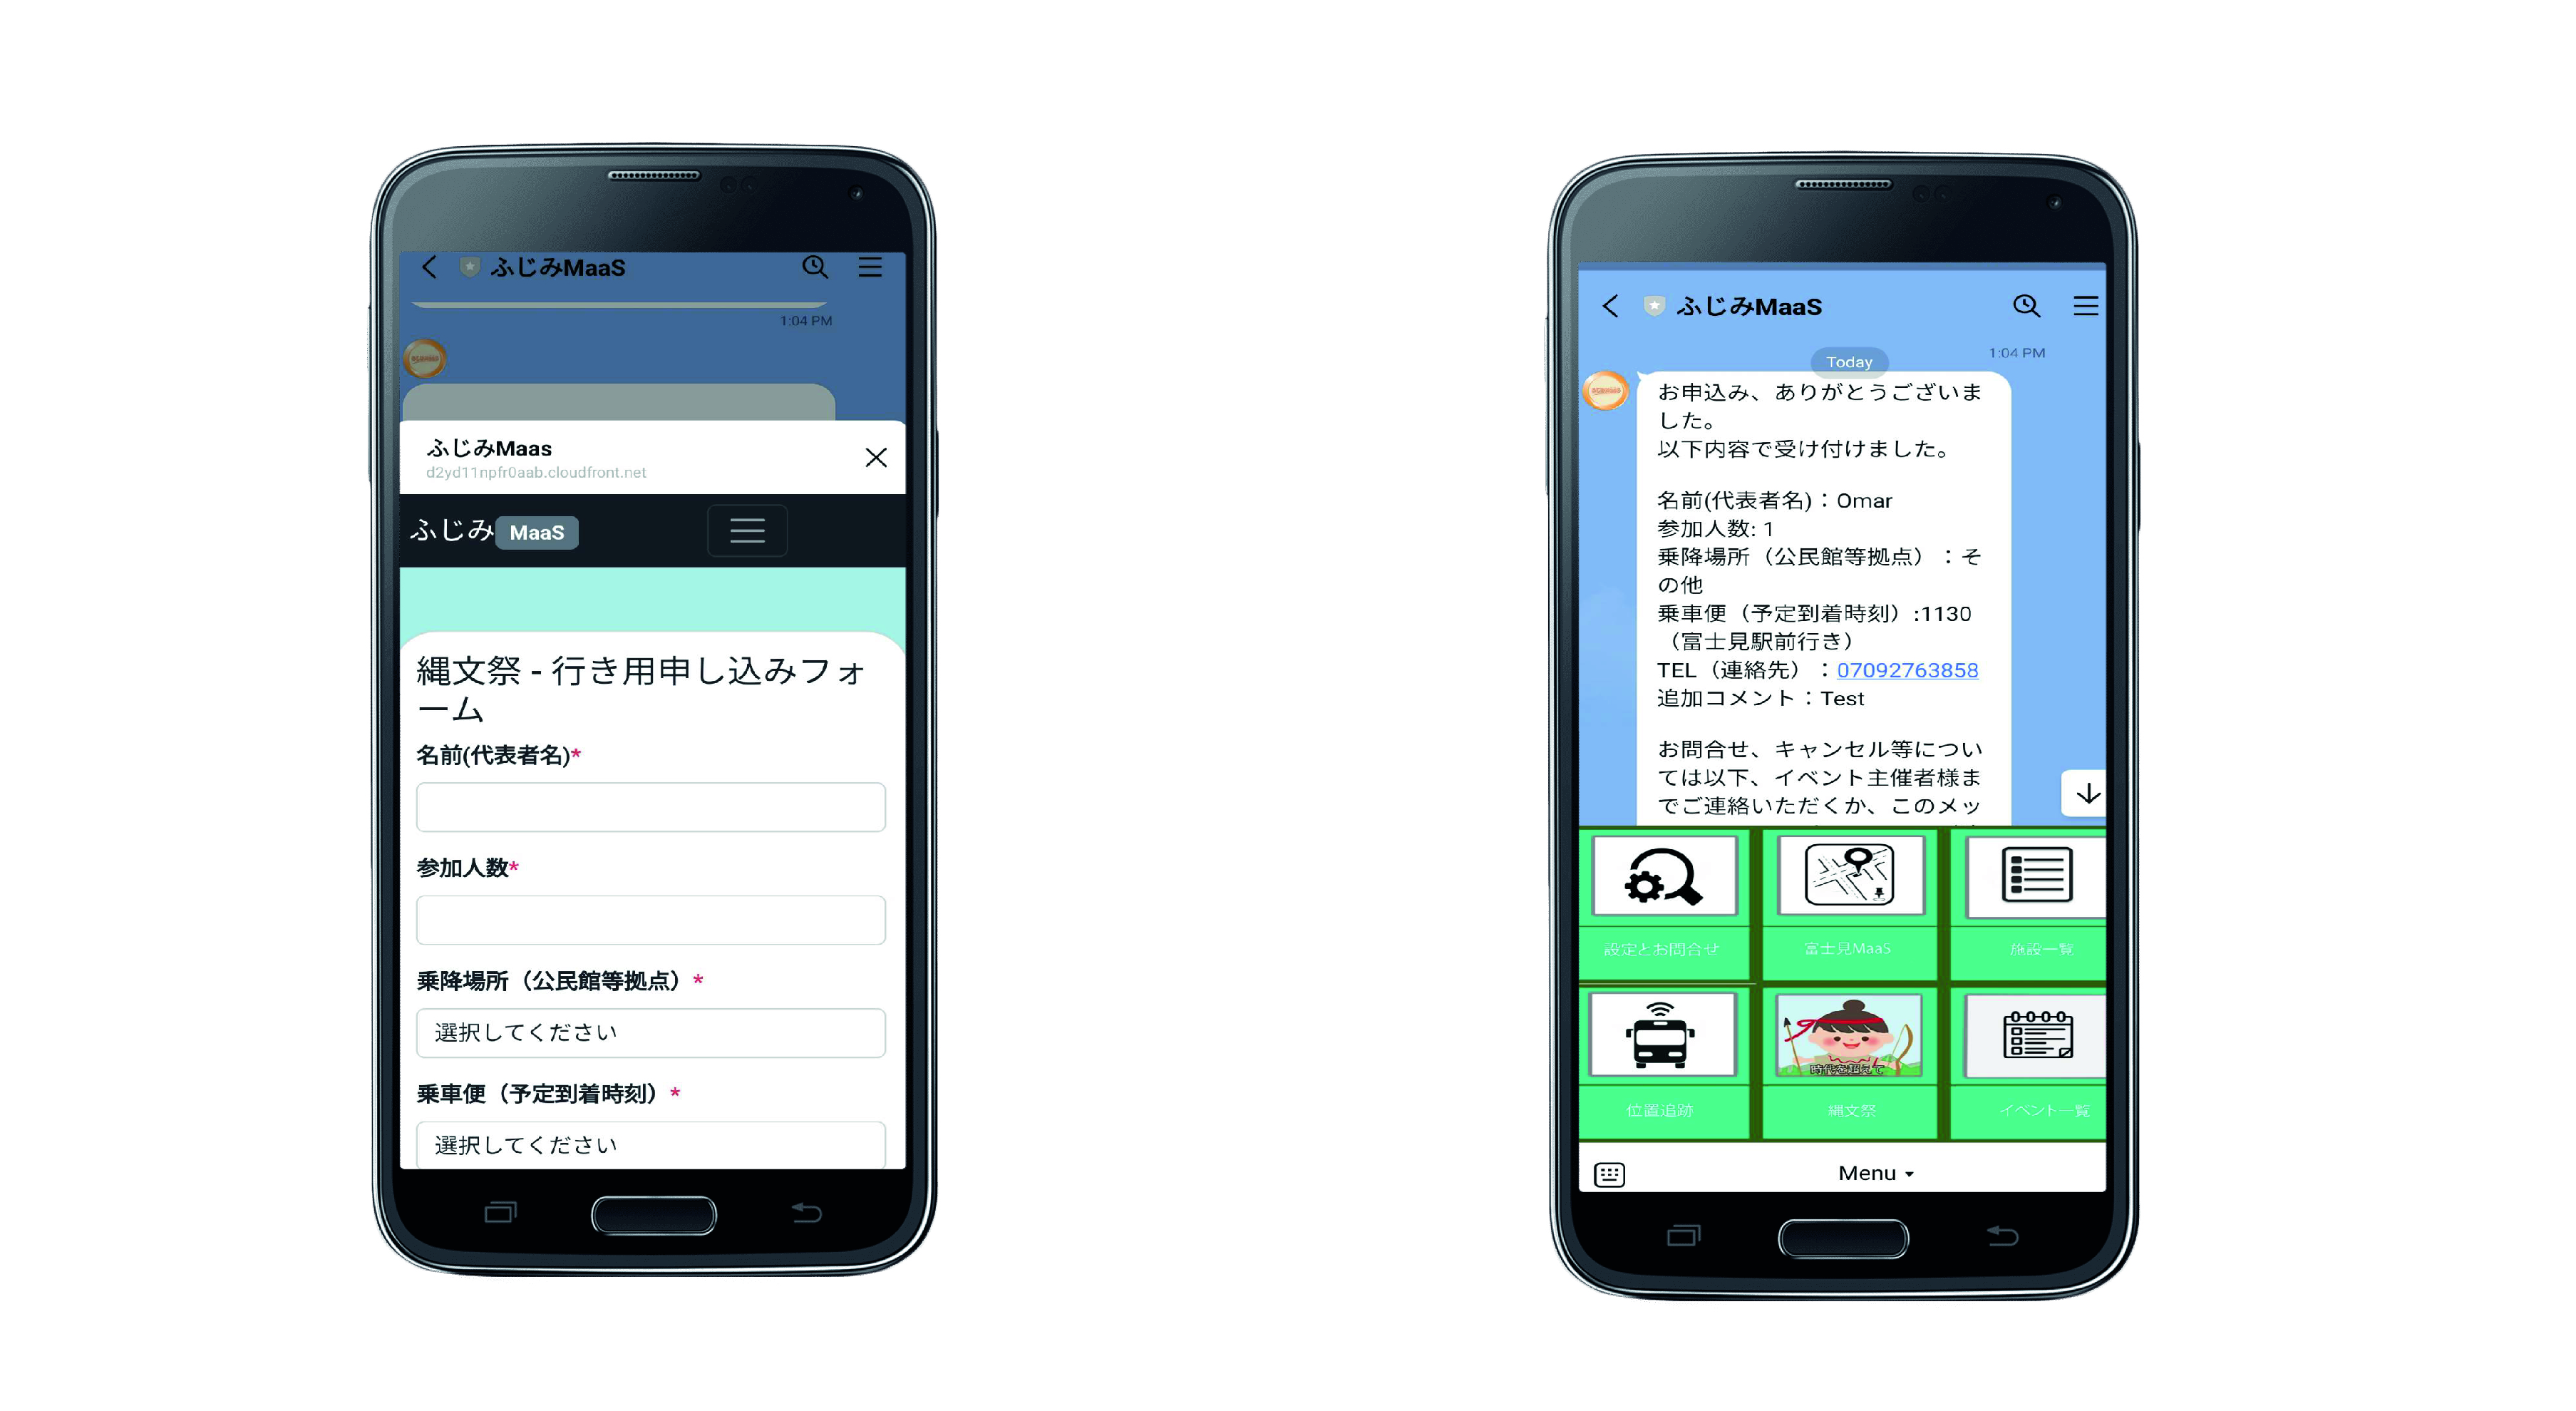 ふじみMaaS
1:04 PM
ふじみMaas
d2yd11npfr0aab.cloudfront.net
ふじみ MaaS
縄文祭 - 行き用申し込みフォ
ーム
名前(代表者名)*
参加人数*
乗降場所（公民館等拠点）*
選択してください
乗車便（予定到着時刻）*
選択してください
ふじみMaaS
1:04 PM
Today
お申込み、ありがとうございま
した。
以下内容で受け付けました。
名前(代表者名)：Omar
参加人数: 1
乗降場所（公民館等拠点）：そ
の他
乗車便（予定到着時刻）:1130
（富士見駅前行き）
TEL（連絡先）：07092763858
追加コメント：Test
お問合せ、キャンセル等につい
ては以下、イベント主催者様ま
でご連絡いただくか、このメッ
設定とお問合せ
富士見MaaS
施設一覧
時代を超えて
位置追跡
縄文祭
イベント一覧
Menu